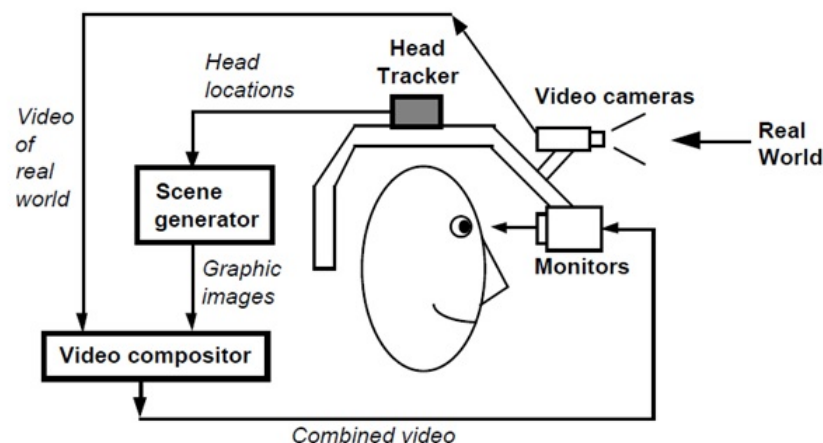 Head
Tracker
Head
locations
Video cameras
Video
of
real
world
Real
World
Scene
generator
Graphic
images
Monitors
Video compositor
Combined video